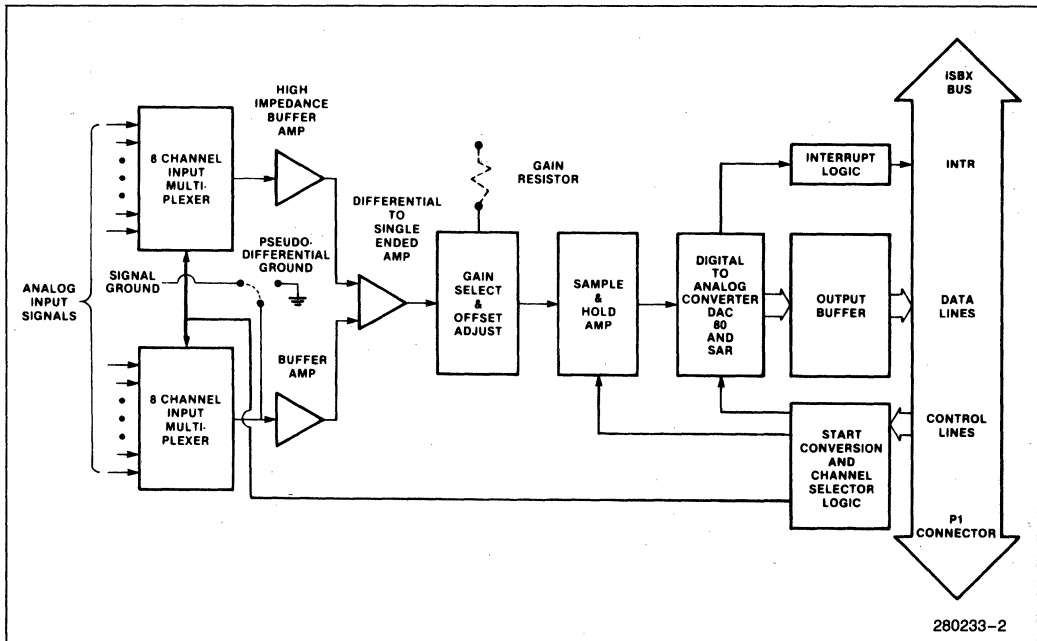 HIGH
IMPEDANCE
BUFFER
AMP
8 CHANNEL
INPUT
MULTI-
PLEXER
DIFFERENTIAL
TO
SINGLE
ENDED
AMP
GAIN
RESISTOR
PSEUDO-
DIFFERENTIAL
GROUND
SIGNAL
GROUND
ANALOG
INPUT
SIGNALS
8 CHANNEL
INPUT
MULTI-
PLEXER
BUFFER
AMP
GAIN
SELECT
&
OFFSET
ADJUST
SAMPLE
&
HOLD
AMP
DIGITAL
TO
ANALOG
CONVERTER
DAC
80
AND
SAR
INTERRUPT
LOGIC
OUTPUT
BUFFER
START
CONVERSION
AND
CHANNEL
SELECTOR
LOGIC
iSBX
BUS
INTR
DATA
LINES
CONTROL
LINES
P1
CONNECTOR
280233–2